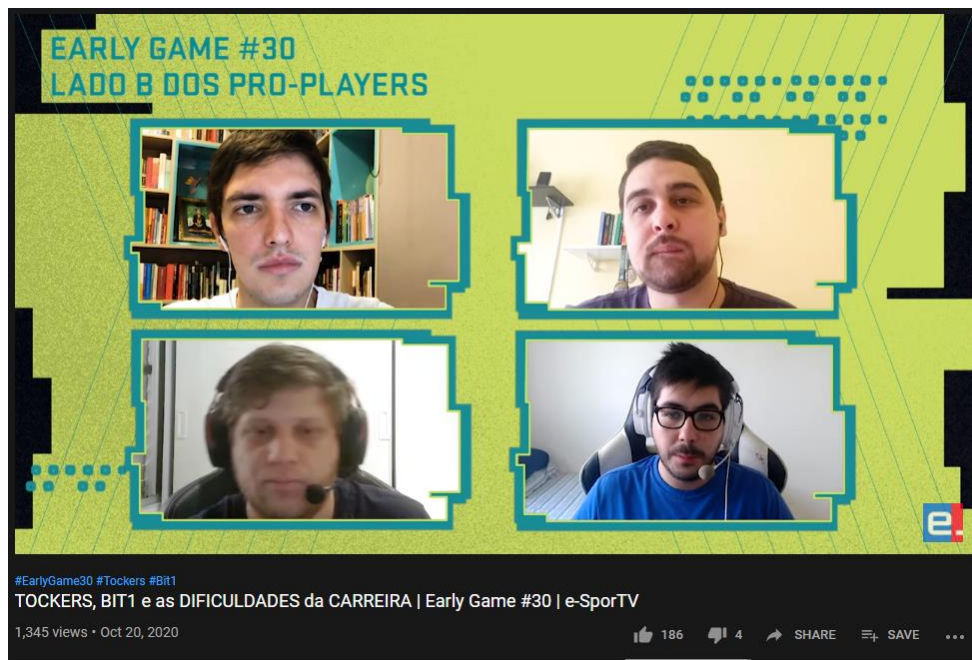 EARLY GAME #30
LADO B DOS PRO-PLAYERS
e.
#EarlyGame30 #Tockers #Bit1
TOCKERS, BIT1 e as DIFICULDADES da CARREIRA | Early Game #30 | e-SporTV
1,345 views • Oct 20, 2020
186 4 SHARE SAVE